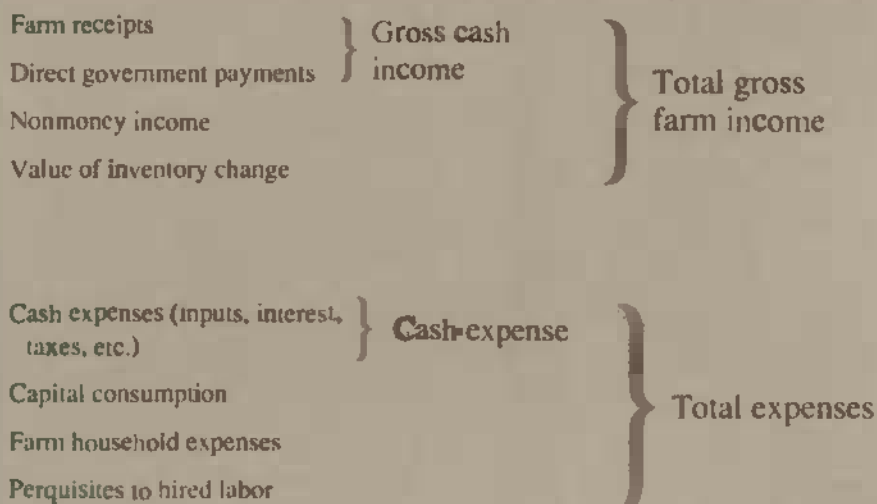 Farm receipts
Direct government payments
Gross cash
income
Nonmoney income
Value of inventory change
Total gross
farm income
Cash expenses (inputs, interest,
taxes, etc.)
Cash expense
Capital consumption
Farm household expenses
Perquisites to hired labor
Total expenses